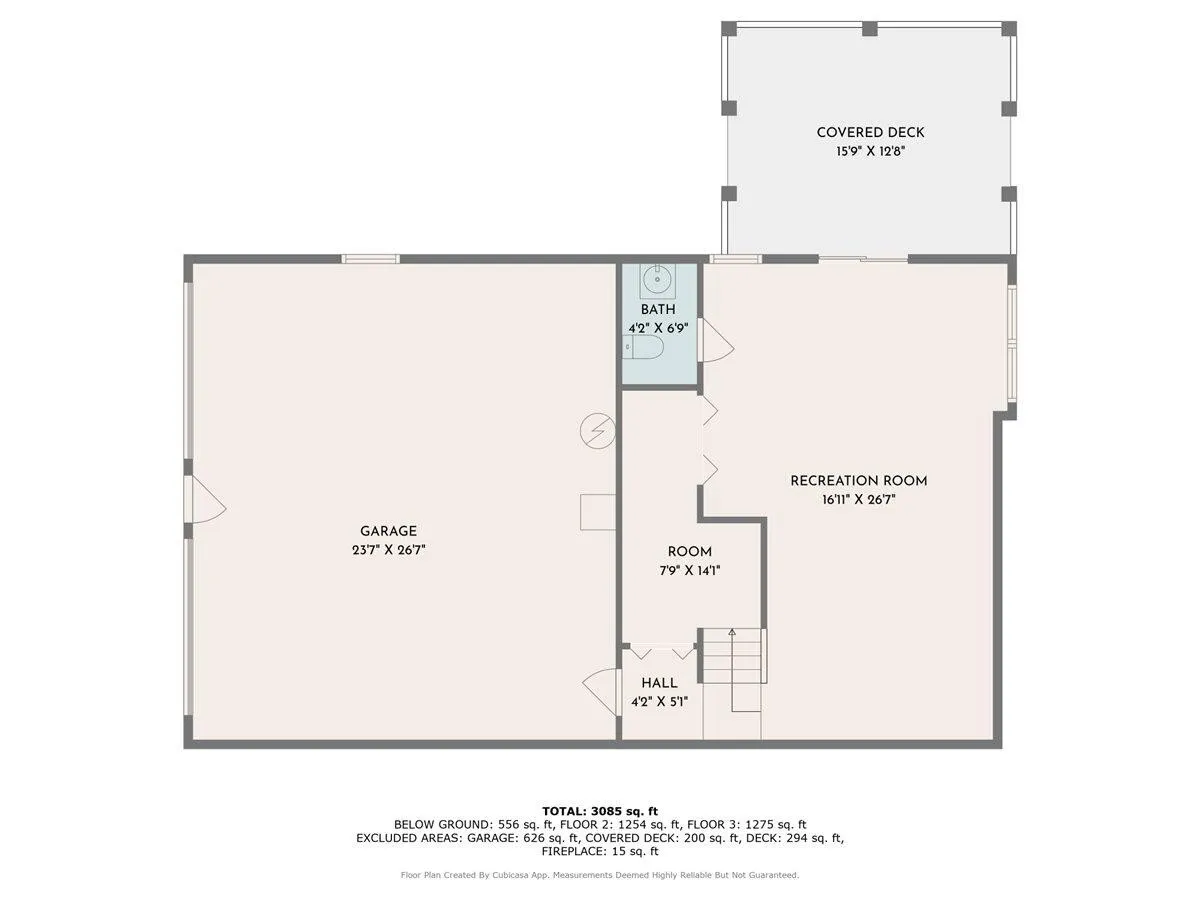 COVERED DECK
15'9" X 12'8"
BATH
4'2" X 6'9"
RECREATION ROOM
16'11" X 26'7"
GARAGE
23'7" X 26'7"
ROOM
7'9" X 14'1"
HALL
4'2" X 5'1"
TOTAL: 3085 sq. ft
BELOW GROUND: 556 sq. ft, FLOOR 2: 1254 sq. ft, FLOOR 3: 1275 sq. ft
EXCLUDED AREAS: GARAGE: 626 sq. ft, COVERED DECK: 200 sq. ft, DECK: 294 sq. ft,
FIREPLACE: 15 sq. ft
Floor Plan Created By Cubicasa App. Measurements Deemed Highly Reliable But Not Guaranteed.